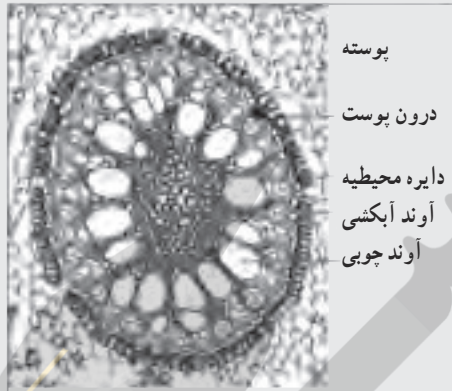 پوسته
درون پوست
دایره محیطیه
آوند آبکشی
آوند چوبی